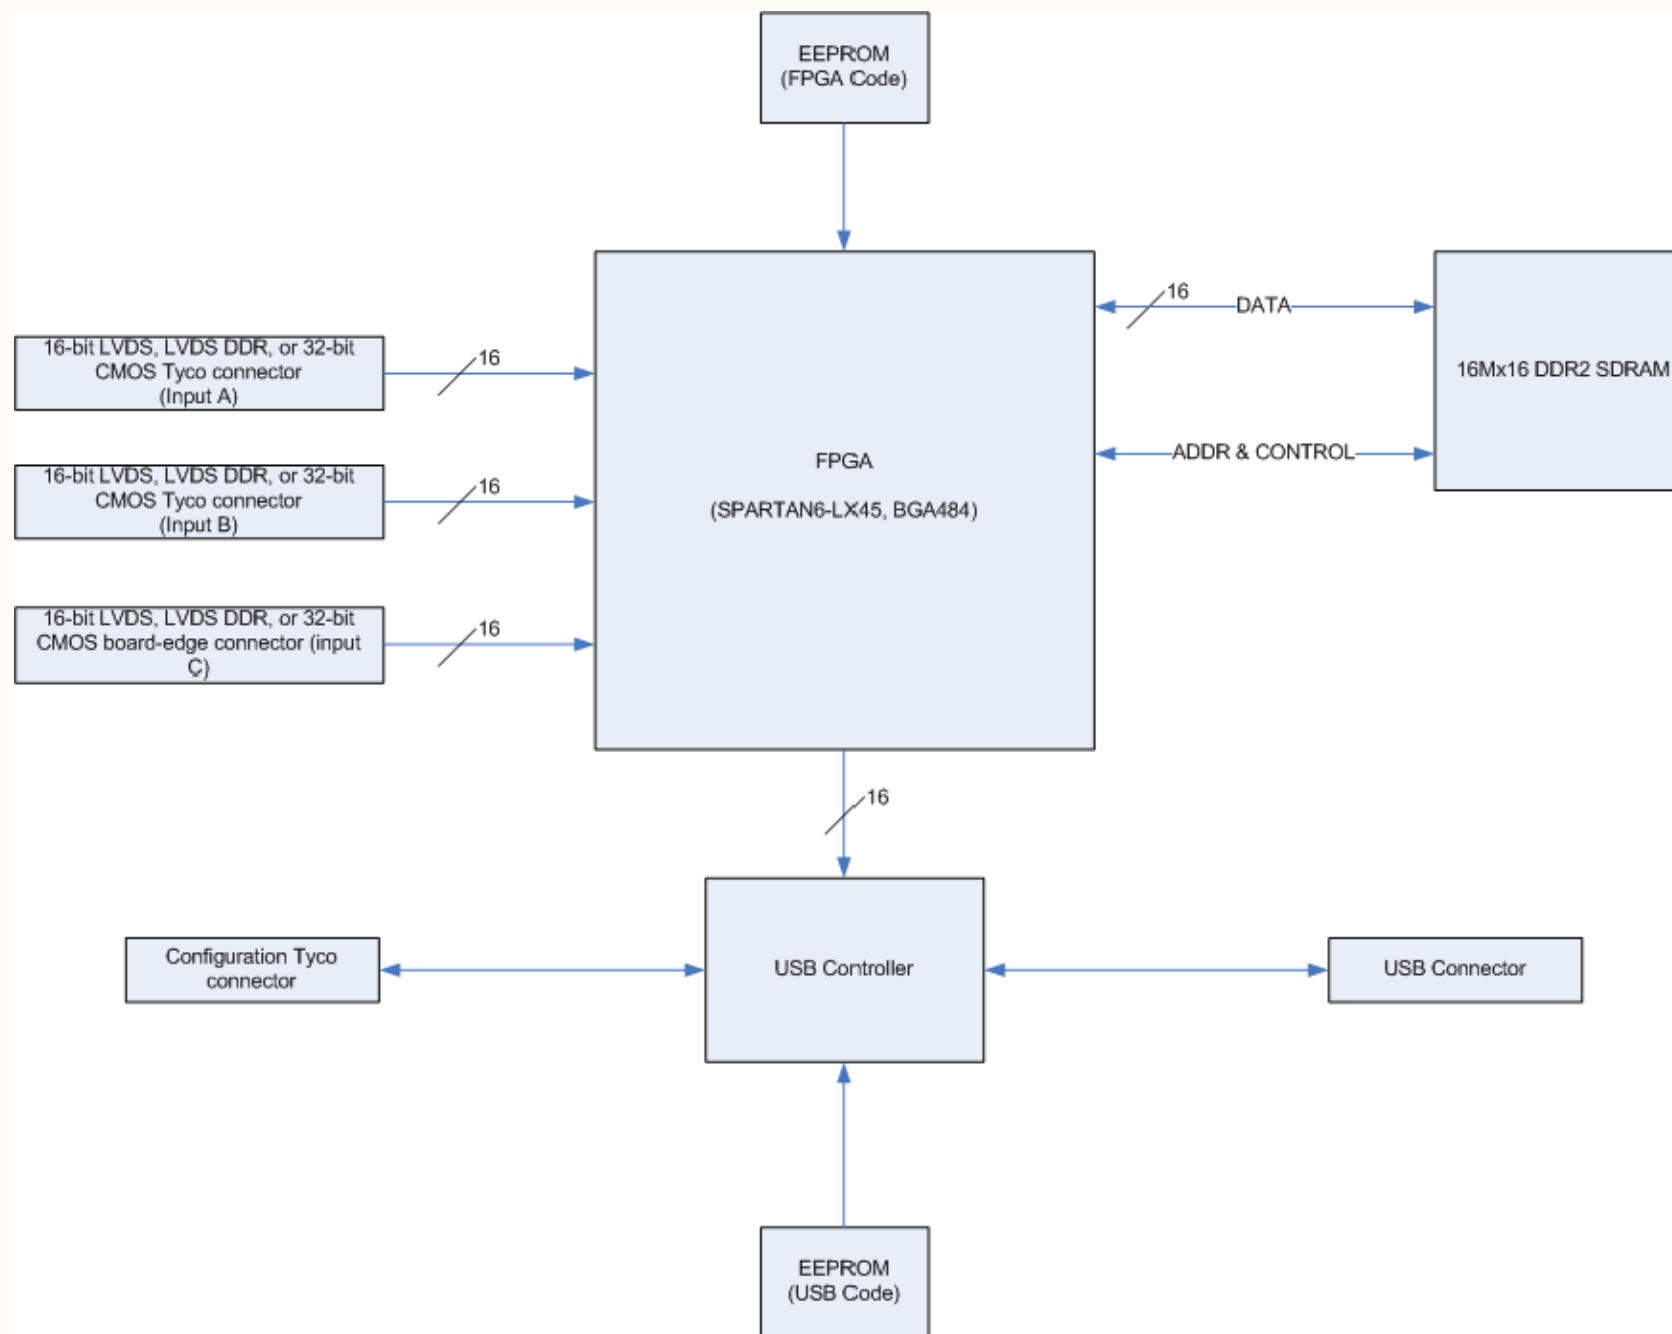 EEPROM
(FPGA Code)
16
DATA
16-bit LVDS, LVDS DDR, or 32-bit
CMOS Tyco connector
(Input A)
16
16Mx16 DDR2 SDRAM
ADDR & CONTROL
FPGA
(SPARTAN6-LX45, BGA484)
16-bit LVDS, LVDS DDR, or 32-bit
CMOS Tyco connector
(Input B)
16
16-bit LVDS, LVDS DDR, or 32-bit
CMOS board-edge connector (input
C)
16
16
Configuration Tyco
connector
USB Controller
USB Connector
EEPROM
(USB Code)